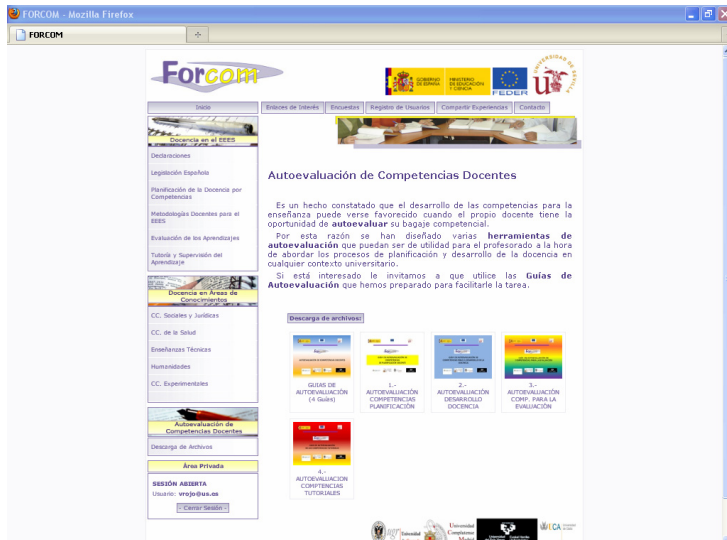 FORCOM - Mozilla Firefox
FORCOM
Forcom
GOBIERNO DE ESPAÑA
MINISTERIO DE EDUCACIÓN Y CIENCIA
FEDER
UNIVERSIDAD DE SEVILLA
Inicio
Enlaces de Interés
Encuestas
Registro de Usuarios
Compartir Experiencias
Contacto
Docencia en el EEES
Declaraciones
Legislación Española
Planificación de la Docencia por
Competencias
Metodologías Docentes para el
EEES
Evaluación de los Aprendizajes
Tutoría y Supervisión del
Aprendizaje
Docencia en Áreas de
Conocimientos
CC. Sociales y Jurídicas
CC. de la Salud
Enseñanzas Técnicas
Humanidades
CC. Experimentales
Autoevaluación de
Competencias Docentes
Descarga de Archivos
Área Privada
SESIÓN ABIERTA
Usuario: vrojo@us.es
- Cerrar Sesión -
Autoevaluación de Competencias Docentes
Es un hecho constatado que el desarrollo de las competencias para la
enseñanza puede verse favorecido cuando el propio docente tiene la
oportunidad de autoevaluar su bagaje competencial.
Por esta razón se han diseñado varias herramientas de
autoevaluación que puedan ser de utilidad para el profesorado a la hora
de abordar los procesos de planificación y desarrollo de la docencia en
cualquier contexto universitario.
Si está interesado le invitamos a que utilice las Guías de
Autoevaluación que hemos preparado para facilitarle la tarea.
Descarga de archivos:
GUIAS DE
AUTOEVALUACIÓN
(4 Guías)
1.-
AUTOEVALUACIÓN
COMPETENCIAS
PLANIFICACIÓN
2.-
AUTOEVALUACIÓN
DESARROLLO
DOCENCIA
3.-
AUTOEVALUACIÓN
COMP. PARA LA
EVALUACIÓN
4.-
AUTOEVALUACION
COMPTENCIAS
TUTORIALES
ugr
Universidad
Complutense